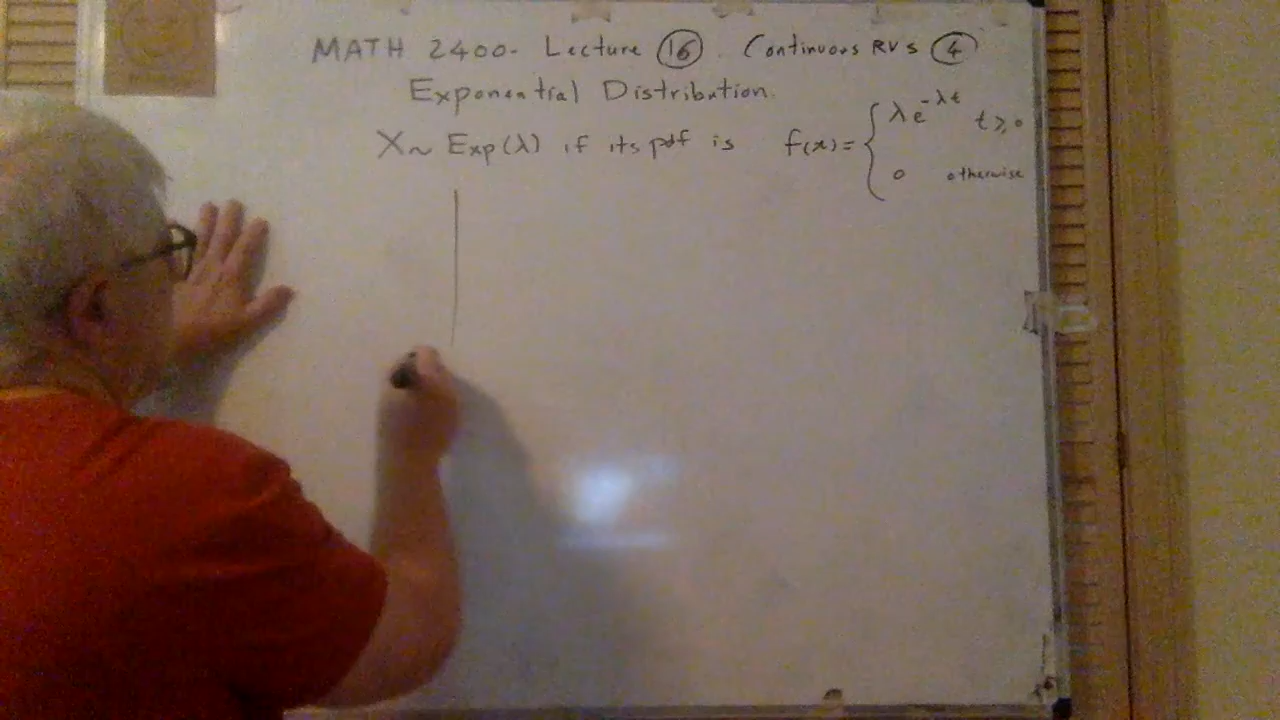 MATH 2400- Lecture 16. Continuous RVs 4
Exponential Distribution.
X~ Exp(λ) if its pdf is f(x)= { λe^-λt t≥0
0 otherwise